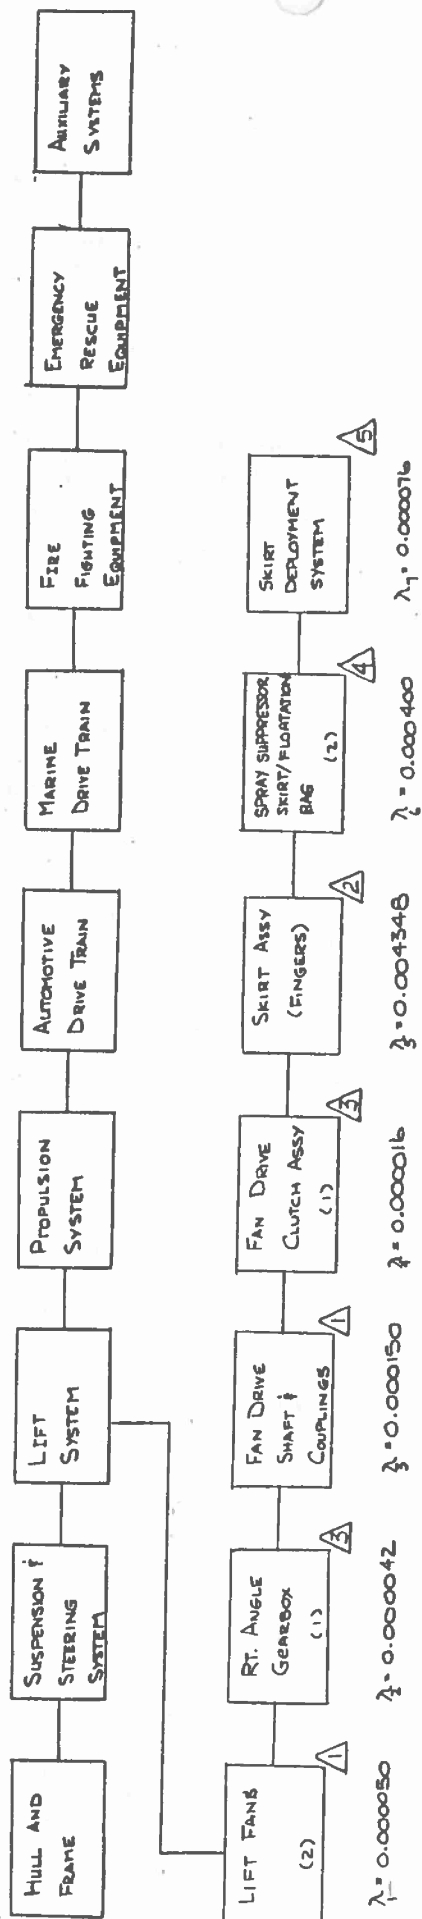 HULL AND
FRAME
SUSPENSION &
STEERING
SYSTEM
LIFT
SYSTEM
PROPULSION
SYSTEM
AUTOMOTIVE
DRIVE TRAIN
MARINE
DRIVE TRAIN
FIRE
FIGHTING
EQUIPMENT
EMERGENCY
RESCUE
EQUIPMENT
AUXILIARY
SYSTEMS
LIFT FANS
(2)
1
RT. ANGLE
GEARBOX
(1)
3
FAN DRIVE
SHAFT &
COUPLINGS
1
FAN DRIVE
CLUTCH ASSY
(1)
3
SKIRT ASSY
(FINGERS)
2
SPRAY SUPPRESSOR
SKIRT/FLOATATION
BAG
(2)
4
SKIRT
DEPLOYMENT
SYSTEM
5
λ₁ = 0.000050
λ₂ = 0.000042
λ₃ = 0.000150
λ₄ = 0.000016
λ₅ = 0.004348
λ₆ = 0.000400
λ₇ = 0.000076